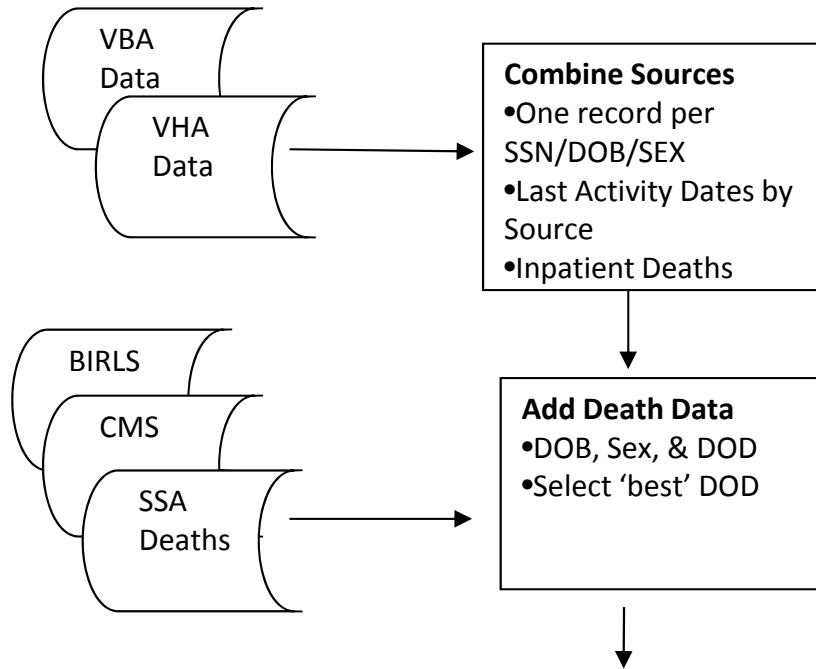 VBA
Data
VHA
Data
Combine Sources
•One record per
SSN/DOB/SEX
•Last Activity Dates by
Source
•Inpatient Deaths
BIRLS
CMS
SSA
Deaths
Add Death Data
•DOB, Sex, & DOD
•Select ‘best’ DOD